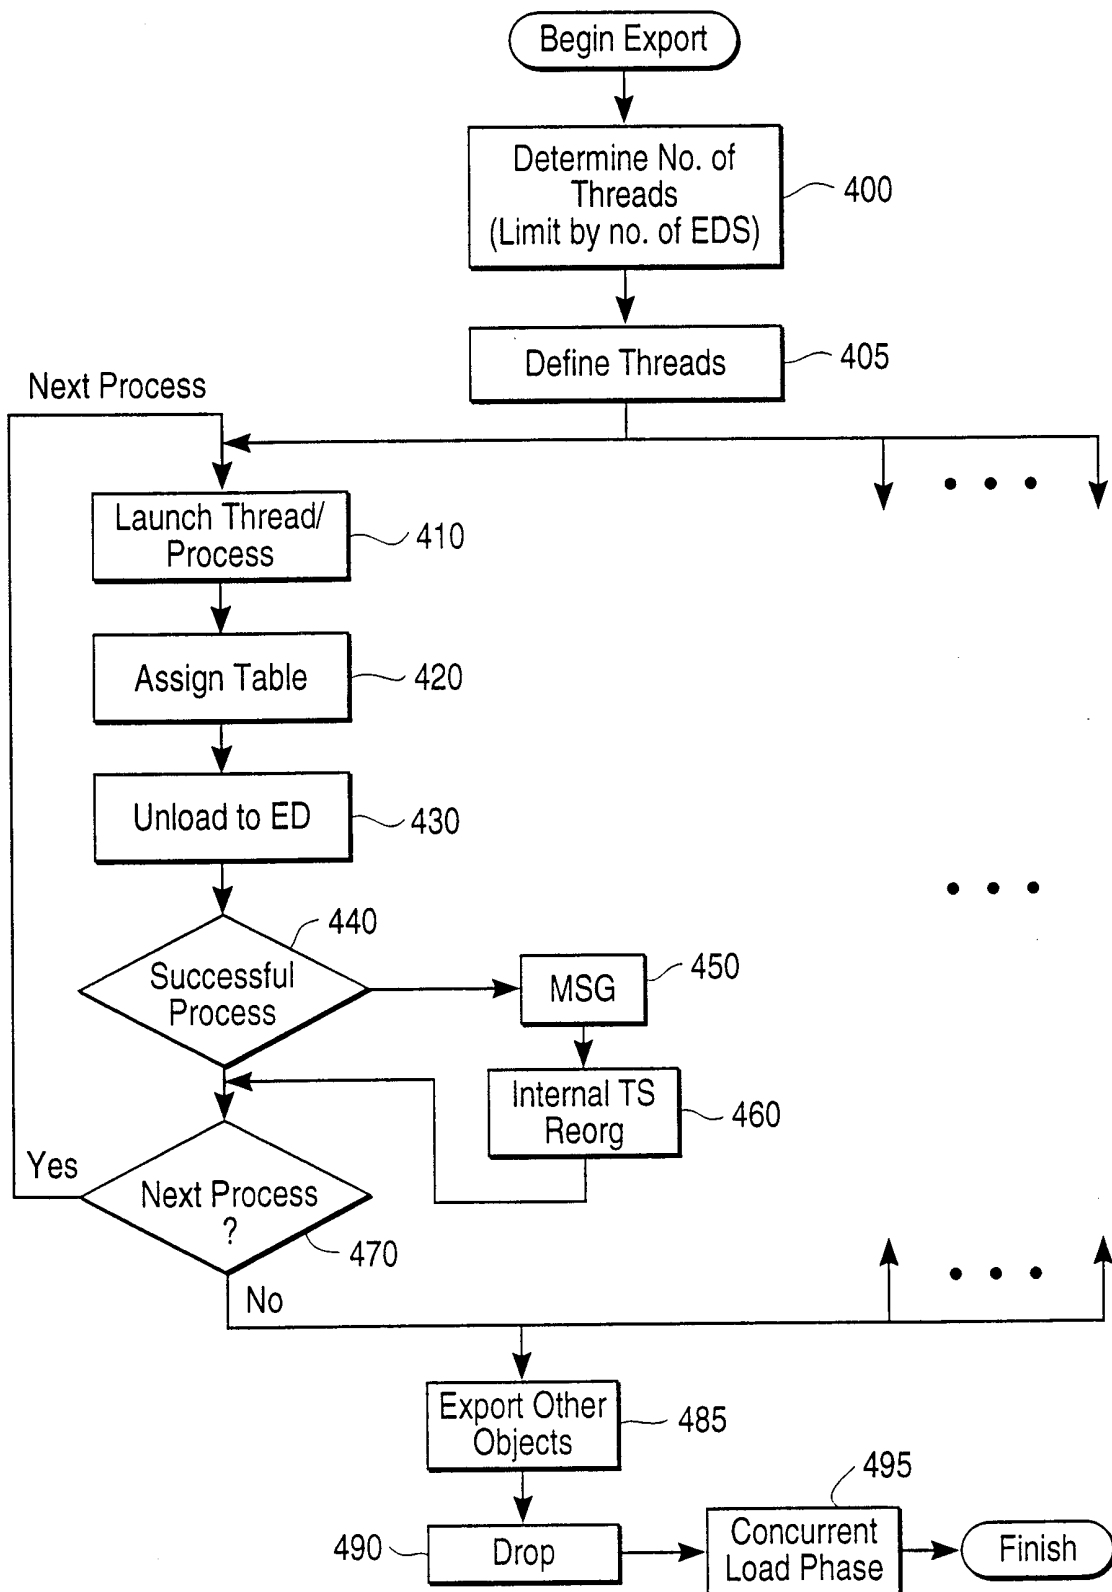 Begin Export
Determine No. of
Threads
(Limit by no. of EDS)
400
Define Threads
405
Next Process
Launch Thread/
Process
410
Assign Table
420
Unload to ED
430
440
Successful
Process
MSG
450
Internal TS
Reorg
460
Yes
Next Process
?
470
No
Export Other
Objects
485
495
490
Drop
Concurrent
Load Phase
Finish